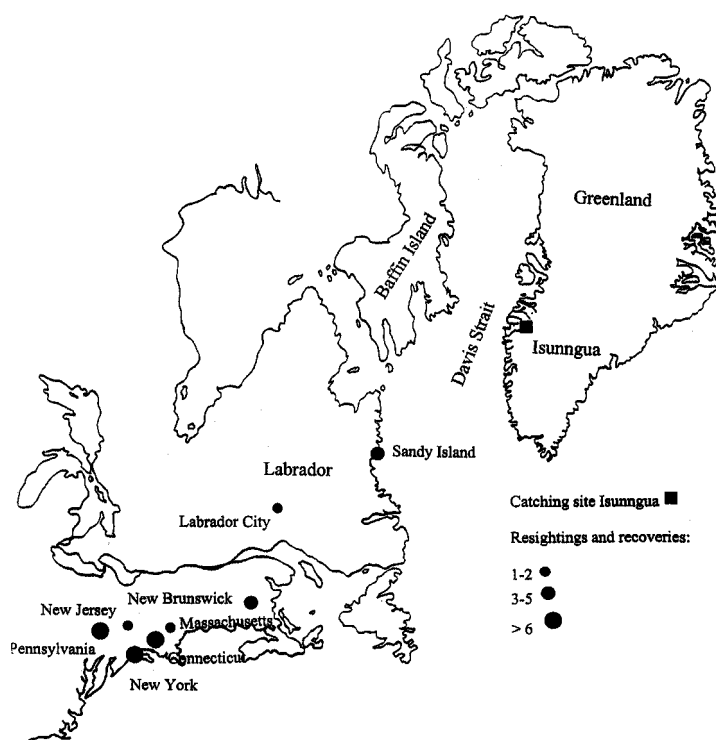 Greenland
Baffin Island
Davis Strait
Isunngua
Sandy Island
Labrador
Labrador City
Catching site Isunngua
Resightings and recoveries:
1-2
3-5
> 6
New Jersey
New Brunswick
Massachusetts
Pennsylvania
Connecticut
New York